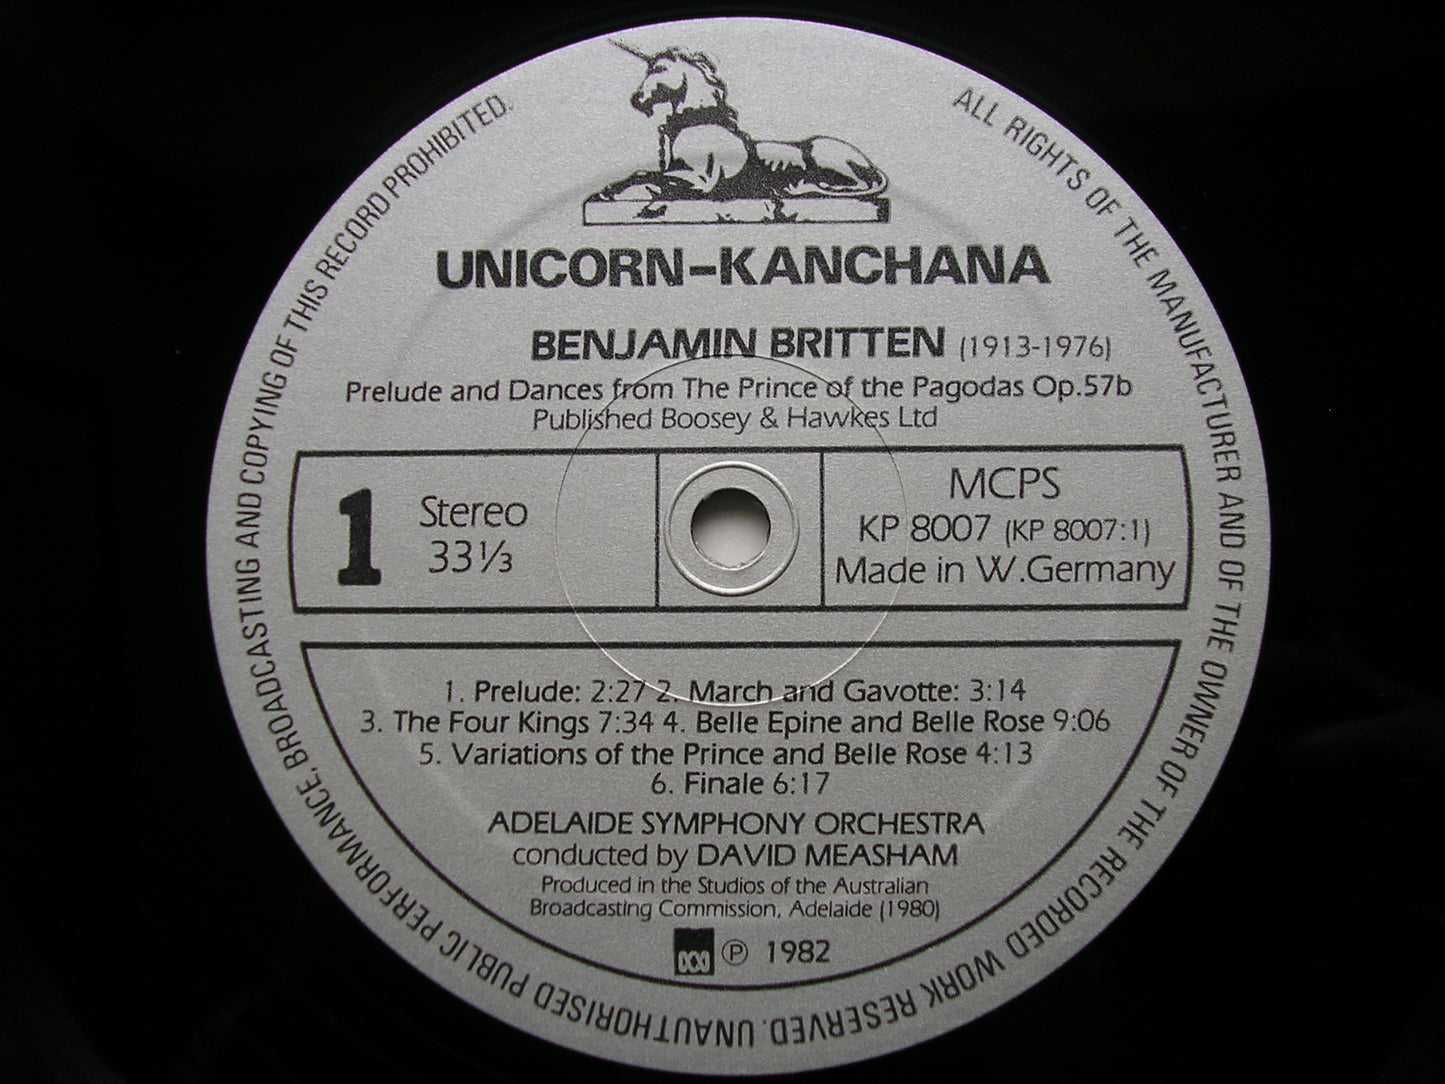 UNICORN-KANCHANA
BENJAMIN BRITTEN (1913-1976)
Prelude and Dances from The Prince of the Pagodas Op.57b
Published Boosey & Hawkes Ltd
1
Stereo
33 1/3
MCPS
KP 8007 (KP 8007:1)
Made in W.Germany
1. Prelude: 2:27 2. March and Gavotte: 3:14
3. The Four Kings 7:34 4. Belle Epine and Belle Rose 9:06
5. Variations of the Prince and Belle Rose 4:13
6. Finale 6:17
ADELAIDE SYMPHONY ORCHESTRA
conducted by DAVID MEASHAM
Produced in the Studios of the Australian
Broadcasting Commission, Adelaide (1980)
℗ 1982
ALL RIGHTS OF THE MANUFACTURER AND OF THE OWNER OF THE RECORDED WORK RESERVED. UNAUTHORISED PUBLIC PERFORMANCE, BROADCASTING AND COPYING OF THIS RECORD PROHIBITED.